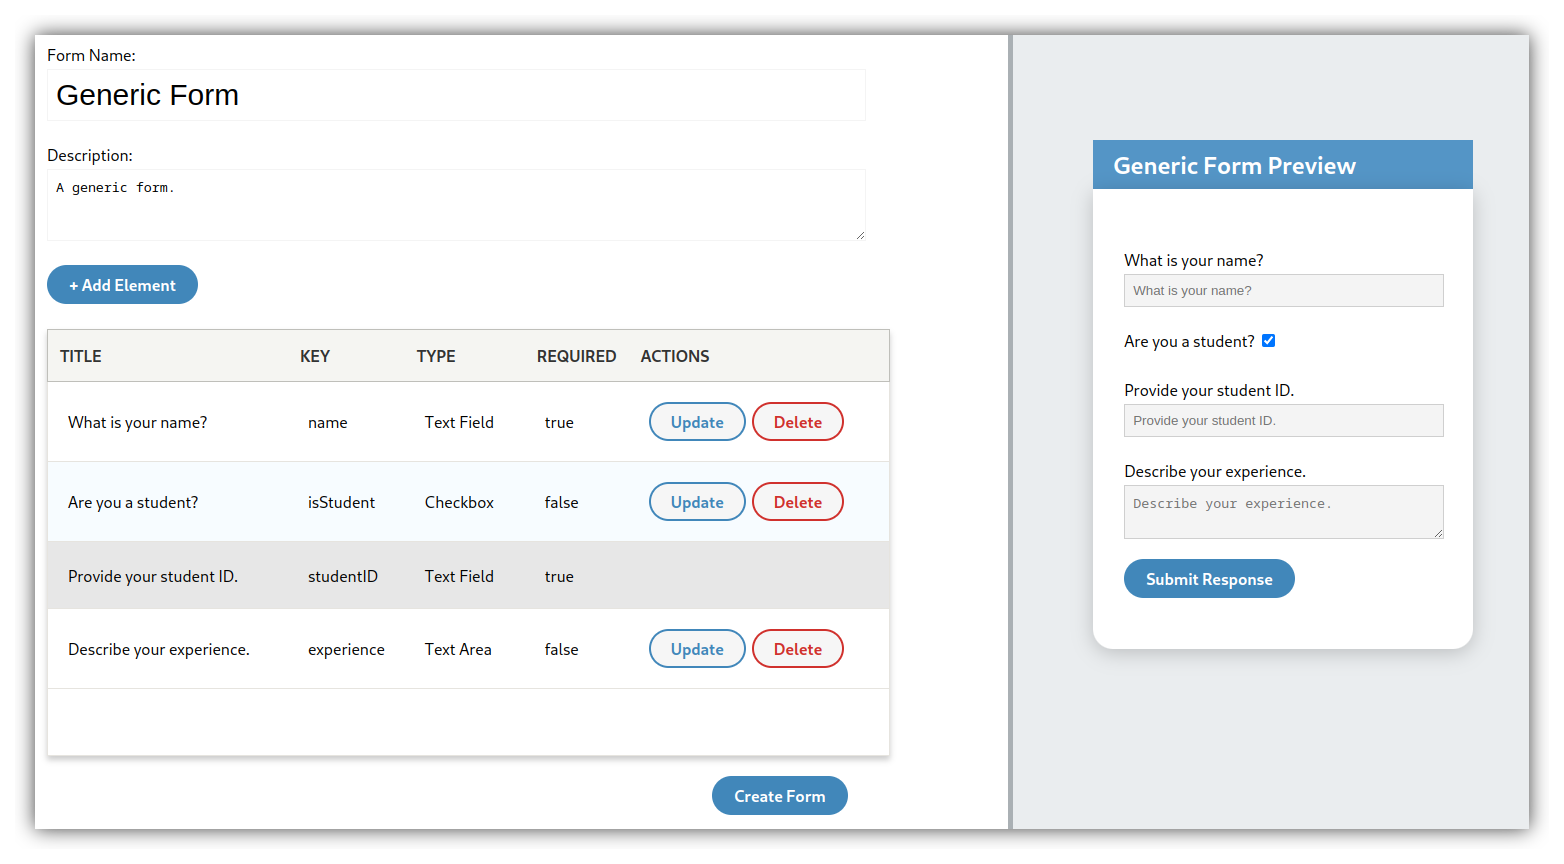 Form Name:
Generic Form
Description:
A generic form.
+ Add Element
TITLE KEY TYPE REQUIRED ACTIONS
What is your name? name Text Field true Update Delete
Are you a student? isStudent Checkbox false Update Delete
Provide your student ID. studentID Text Field true
Describe your experience. experience Text Area false Update Delete
Create Form
Generic Form Preview
What is your name?
What is your name?
Are you a student?
Provide your student ID.
Provide your student ID.
Describe your experience.
Describe your experience.
Submit Response